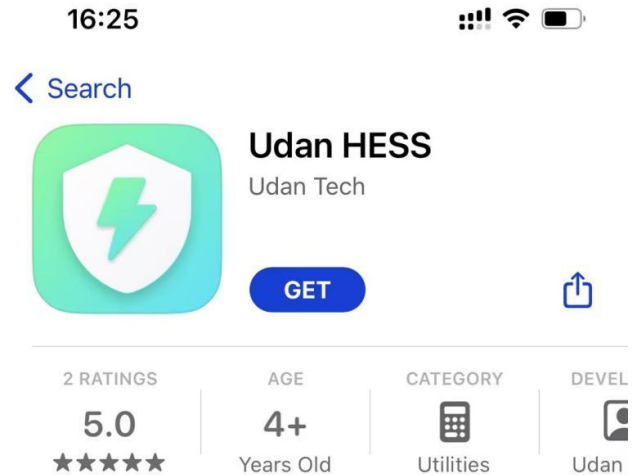 16:25
Search
Udan HESS
Udan Tech
GET
2 RATINGS
AGE
CATEGORY
DEVEL
5.0
4+
★★★★★
Years Old
Utilities
Udan